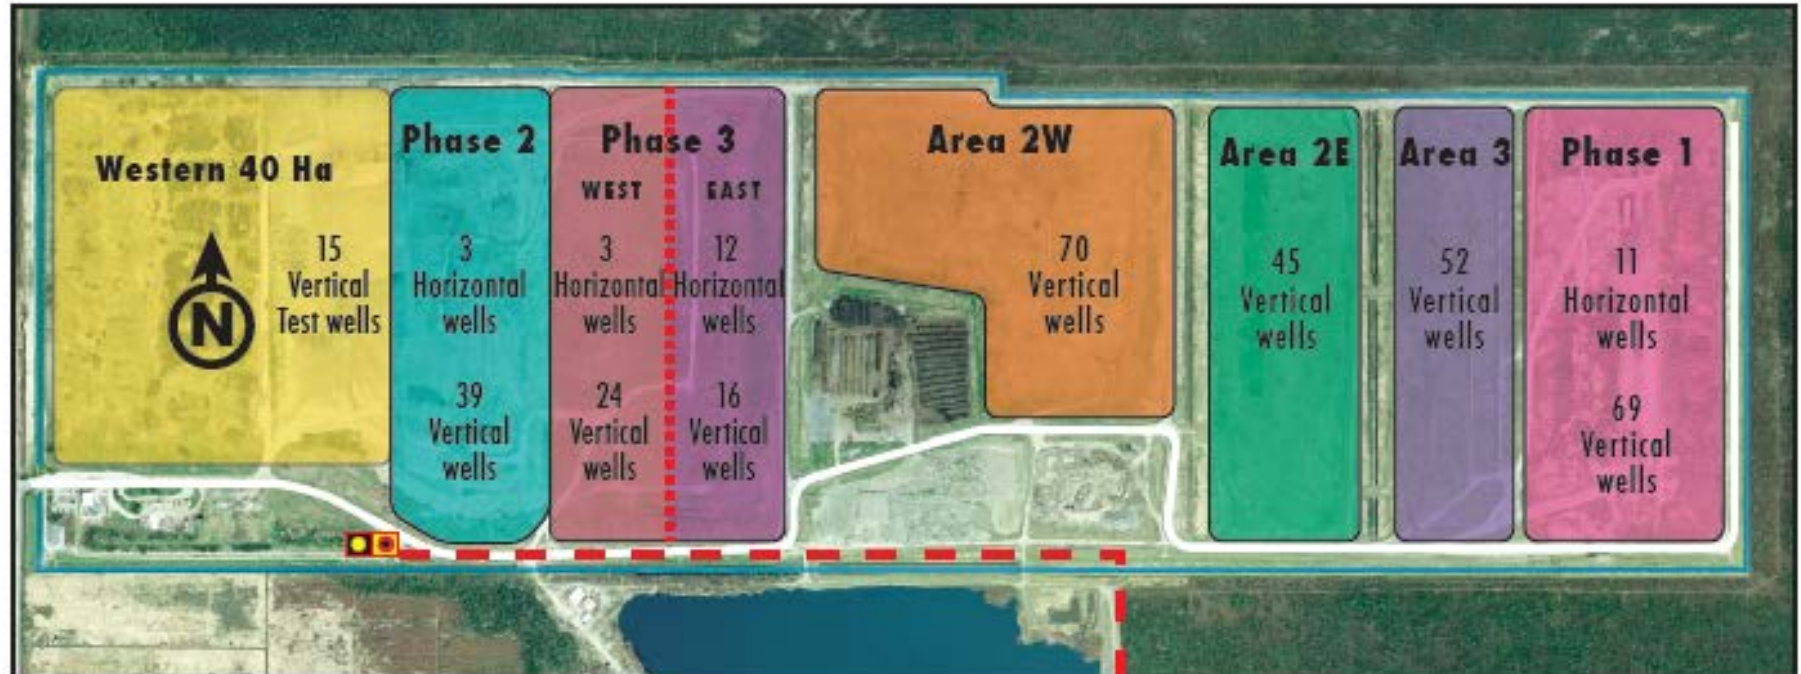 Western 40 Ha
N
15
Vertical
Test wells
Phase 2
3
Horizontal
wells
39
Vertical
wells
Phase 3
WEST
3
Horizontal
wells
24
Vertical
wells
EAST
12
Horizontal
wells
16
Vertical
wells
Area 2W
70
Vertical
wells
Area 2E
45
Vertical
wells
Area 3
52
Vertical
wells
Phase 1
11
Horizontal
wells
69
Vertical
wells